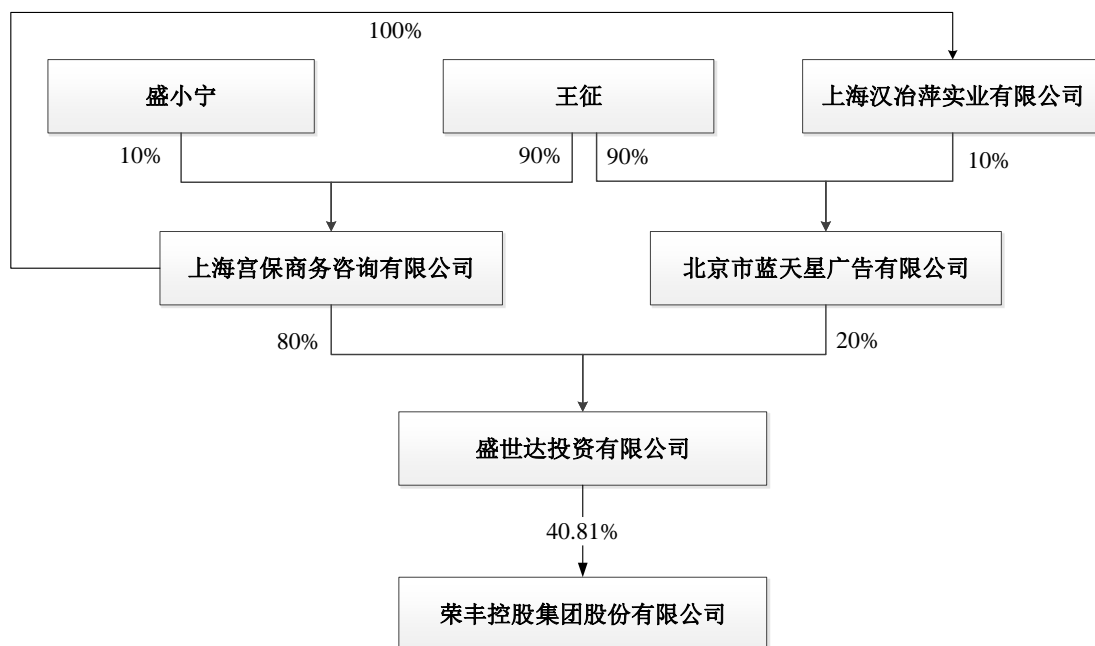 100%
盛小宁
王征
上海汉冶萍实业有限公司
10%
90%
90%
10%
上海宫保商务咨询有限公司
北京市蓝天星广告有限公司
80%
20%
盛世达投资有限公司
40.81%
荣丰控股集团股份有限公司